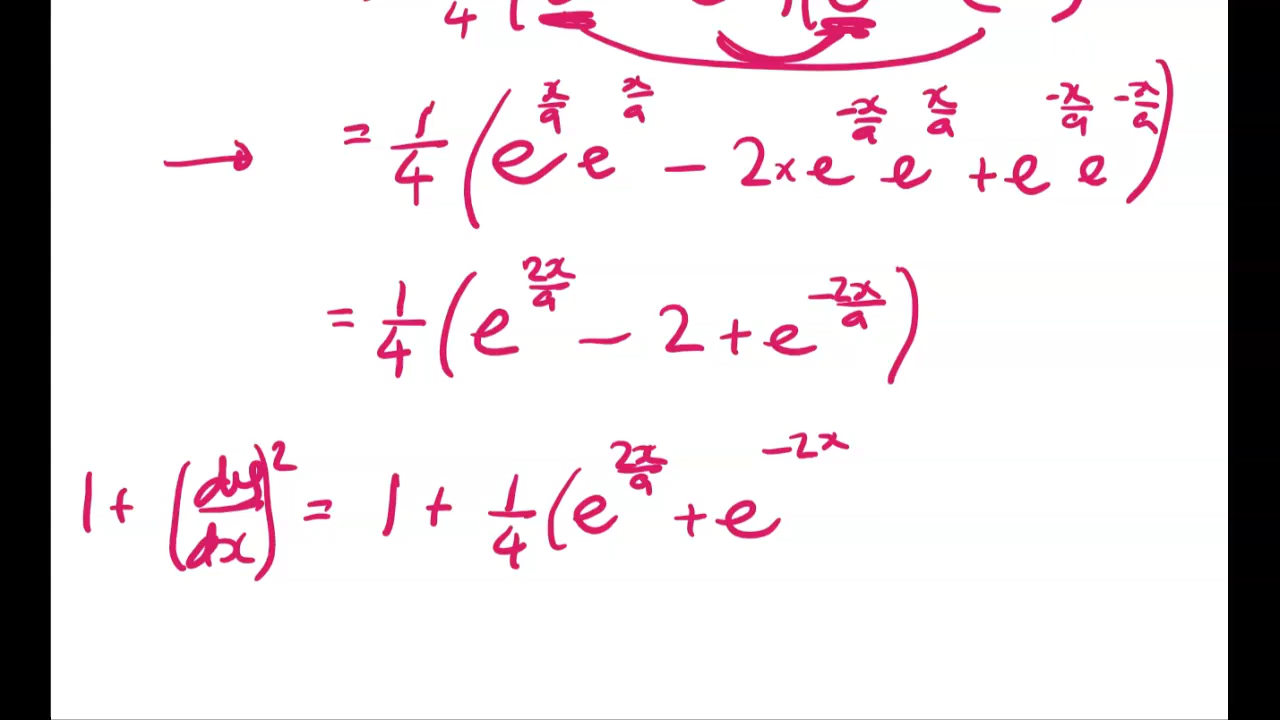 = 1/4 (e^{x/a} e^{x/a} - 2 x e^{-x/a} e^{x/a} + e^{-x/a} e^{-x/a})
= 1/4 (e^{2x/a} - 2 + e^{-2x/a})
1 + (dy/dx)^2 = 1 + 1/4 (e^{2x/a} + e^{-2x